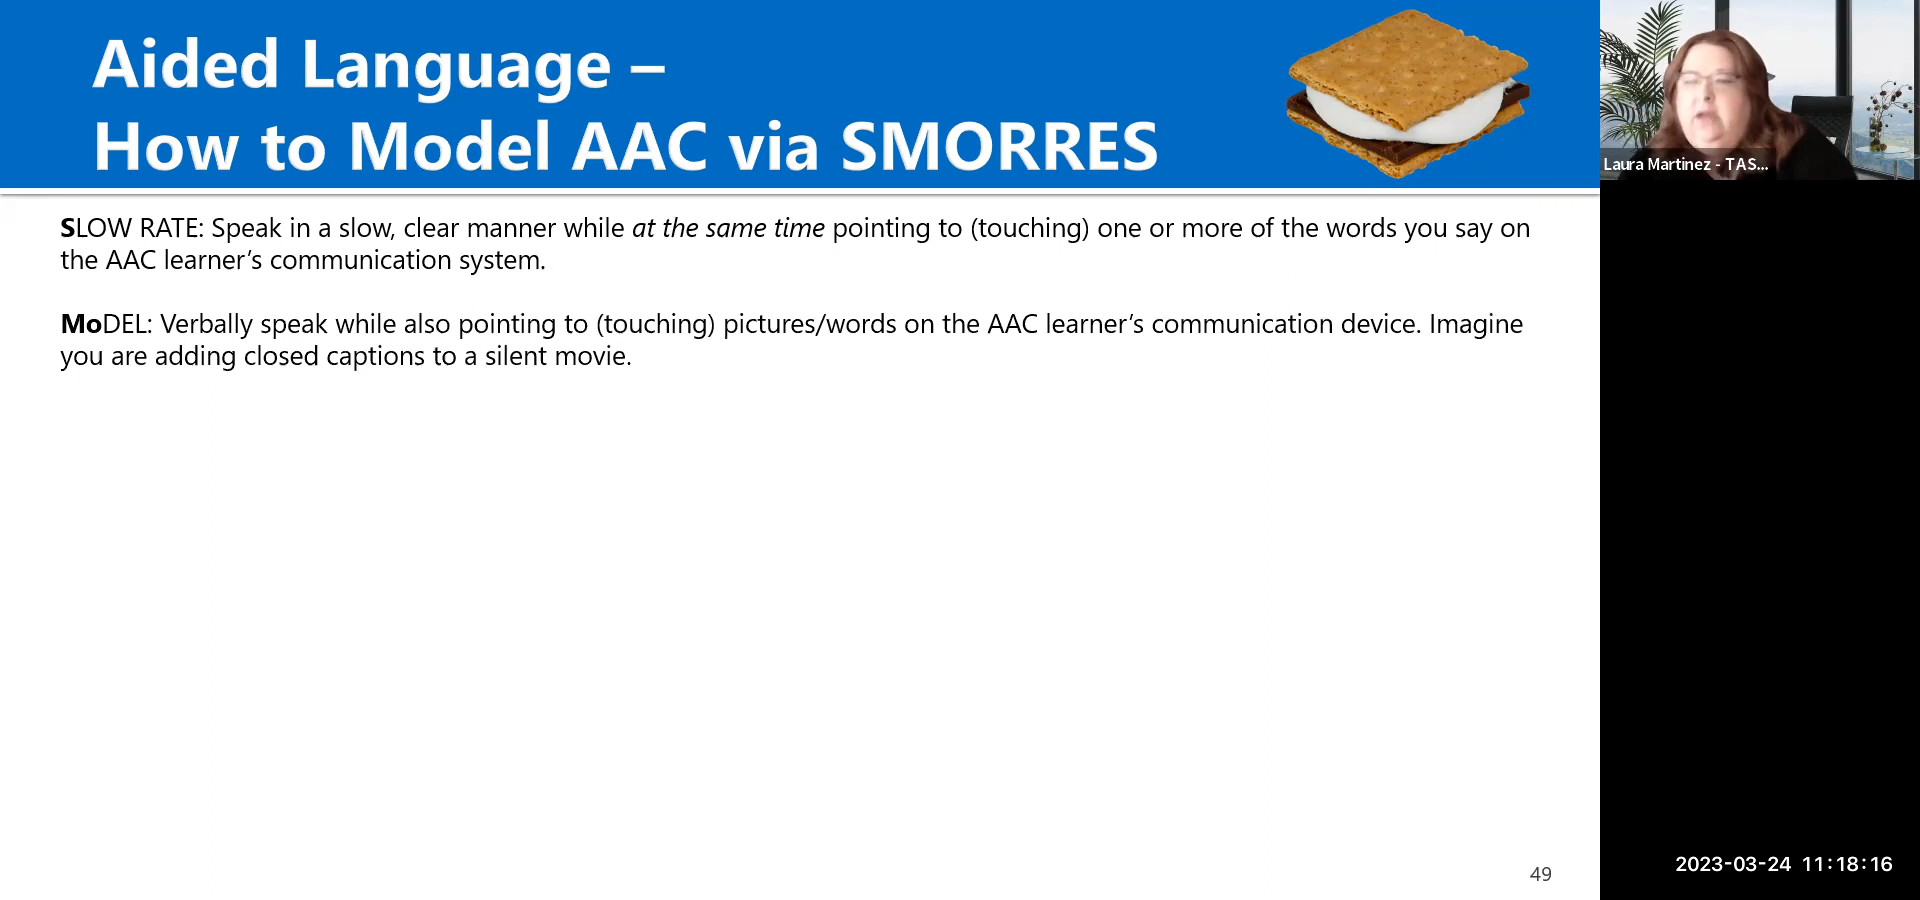 Aided Language –
How to Model AAC via SMORRES
Laura Martinez - TAS...
SLOW RATE: Speak in a slow, clear manner while at the same time pointing to (touching) one or more of the words you say on
the AAC learner’s communication system.
MoDEL: Verbally speak while also pointing to (touching) pictures/words on the AAC learner’s communication device. Imagine
you are adding closed captions to a silent movie.
49
2023-03-24 11:18:16